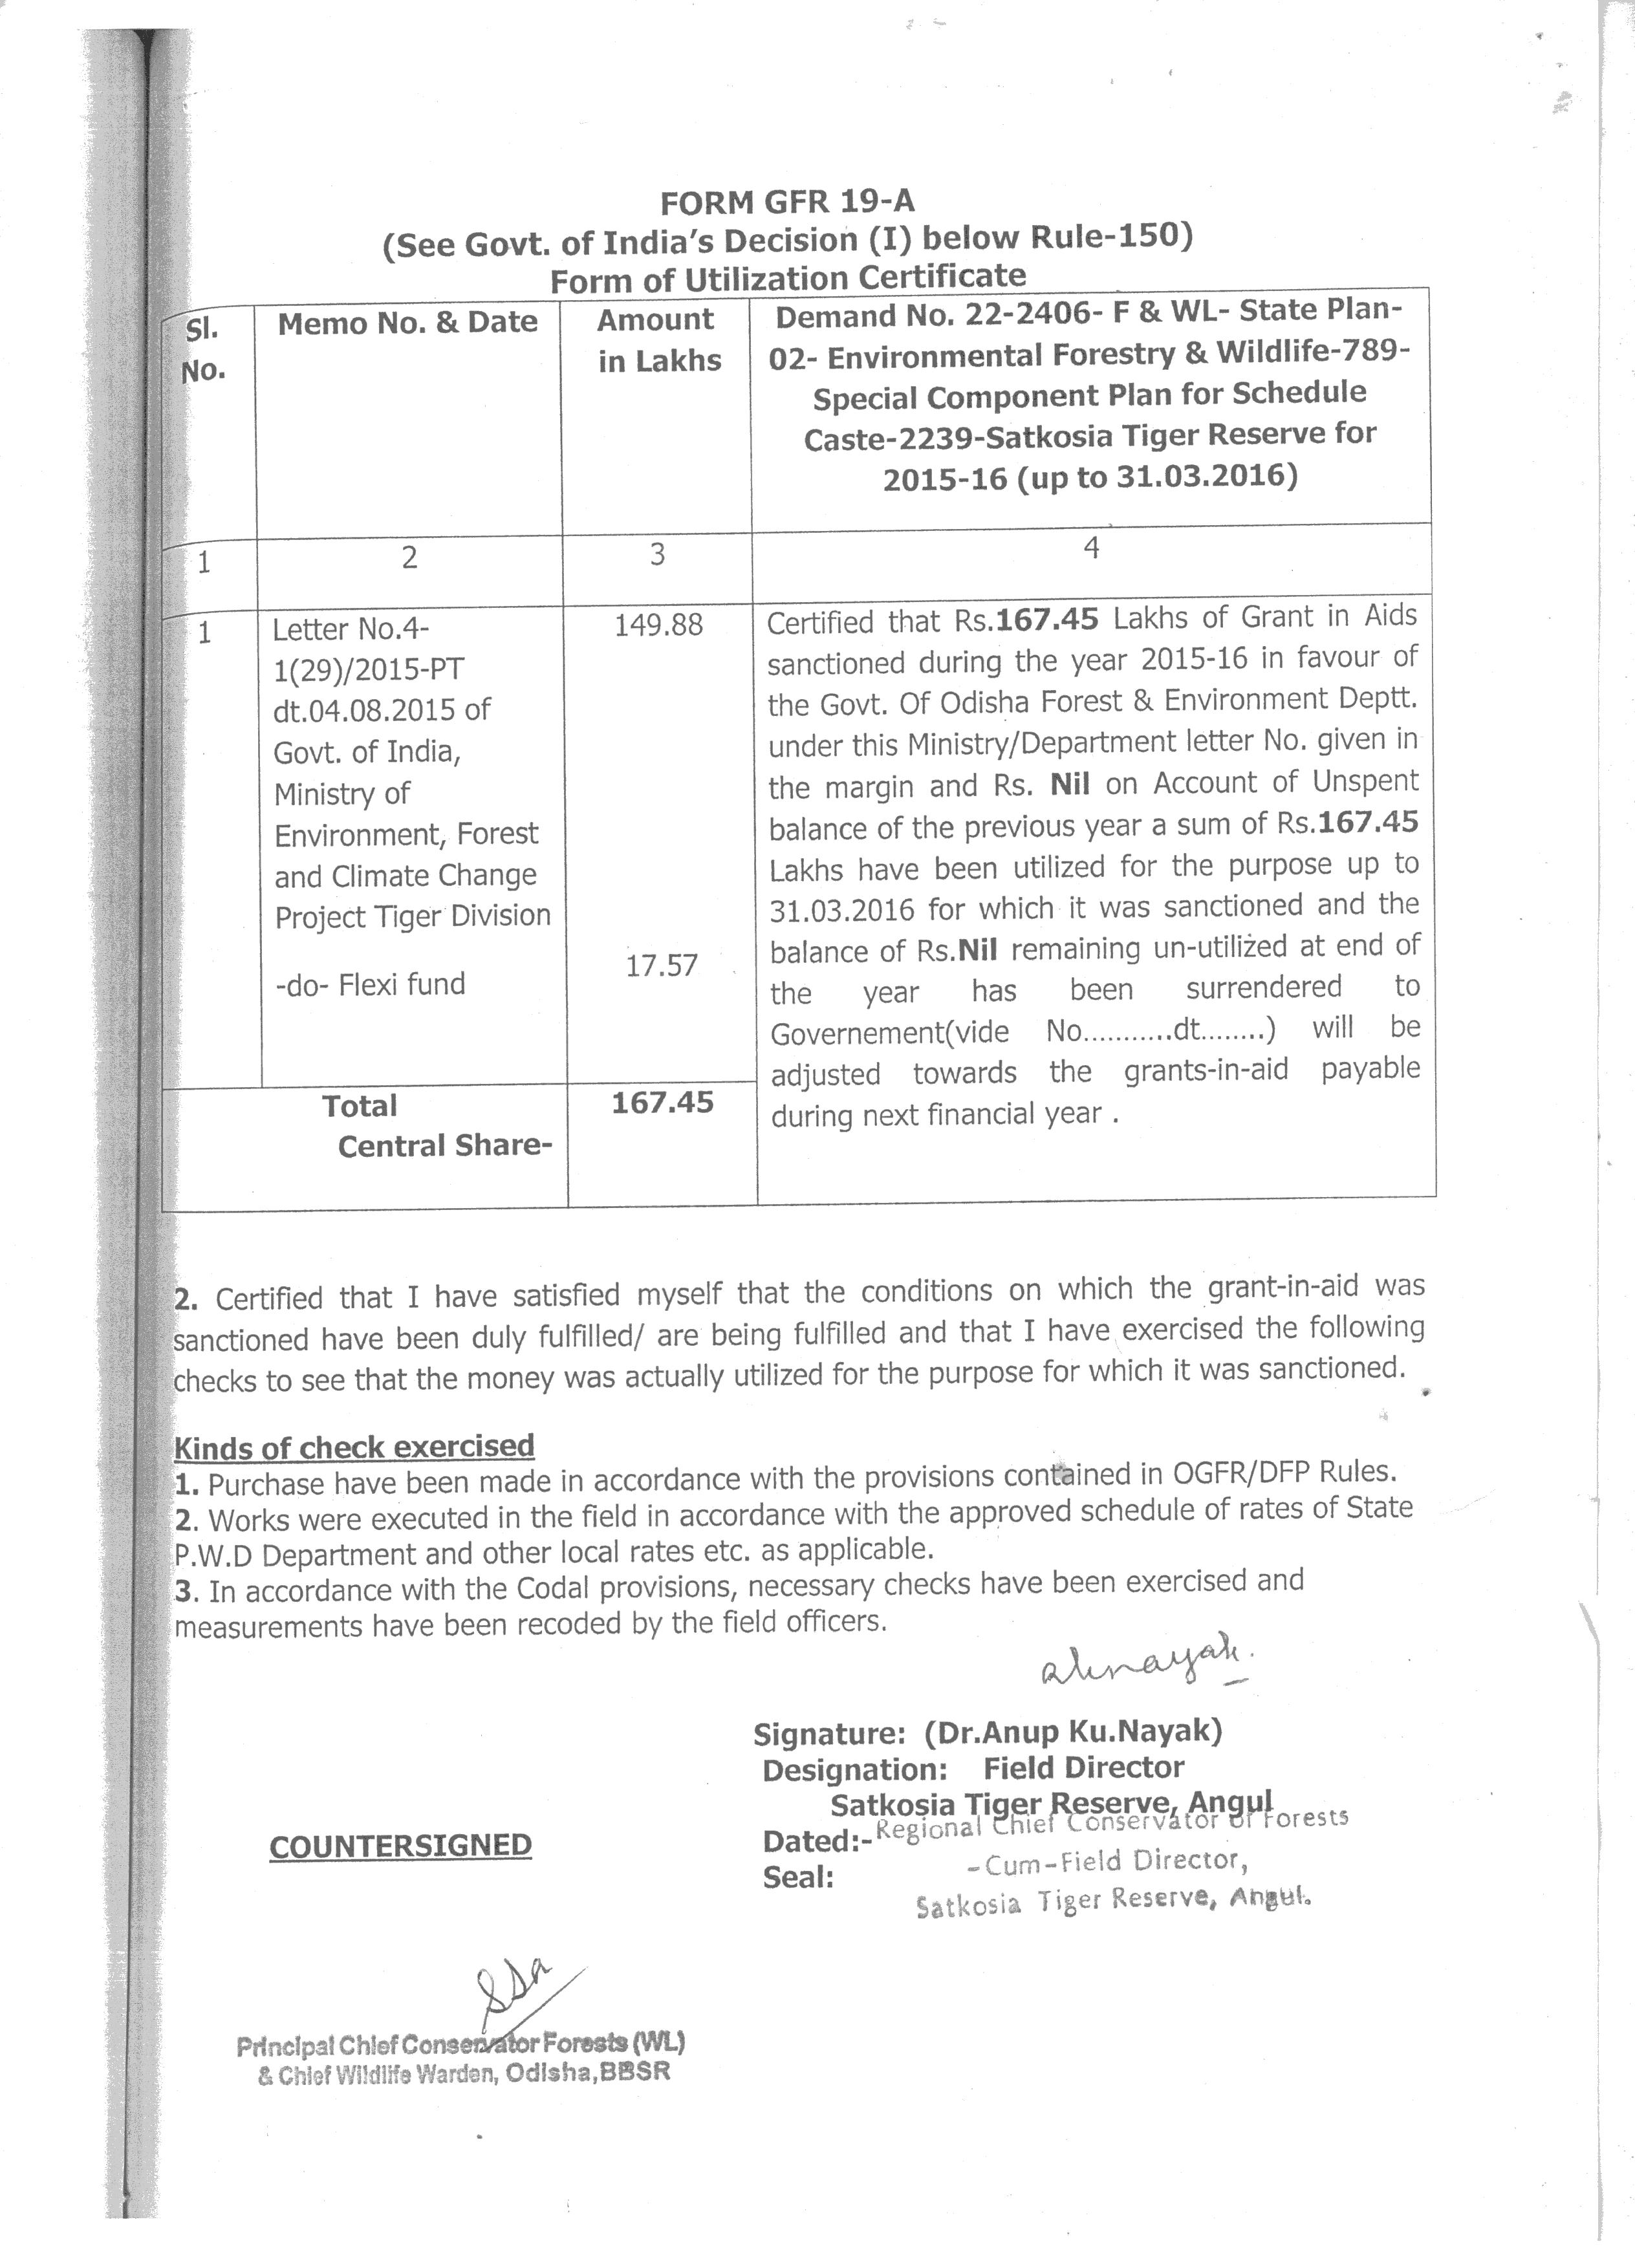 FORM GFR 19-A
(See Govt. of India's Decision (I) below Rule-150)
Form of Utilization Certificate
Sl. No.
Memo No. & Date
Amount in Lakhs
Demand No. 22-2406- F & WL- State Plan-
02- Environmental Forestry & Wildlife-789-
Special Component Plan for Schedule
Caste-2239-Satkosia Tiger Reserve for
2015-16 (up to 31.03.2016)
1 2 3 4
1
Letter No.4-
1(29)/2015-PT
dt.04.08.2015 of
Govt. of India,
Ministry of
Environment, Forest
and Climate Change
Project Tiger Division
-do- Flexi fund
149.88
17.57
Certified that Rs.167.45 Lakhs of Grant in Aids
sanctioned during the year 2015-16 in favour of
the Govt. Of Odisha Forest & Environment Deptt.
under this Ministry/Department letter No. given in
the margin and Rs. Nil on Account of Unspent
balance of the previous year a sum of Rs.167.45
Lakhs have been utilized for the purpose up to
31.03.2016 for which it was sanctioned and the
balance of Rs.Nil remaining un-utilized at end of
the year has been surrendered to
Governement(vide No...........dt........) will be
adjusted towards the grants-in-aid payable
during next financial year .
Total
Central Share-
167.45
2. Certified that I have satisfied myself that the conditions on which the grant-in-aid was
sanctioned have been duly fulfilled/ are being fulfilled and that I have exercised the following
checks to see that the money was actually utilized for the purpose for which it was sanctioned.
Kinds of check exercised
1. Purchase have been made in accordance with the provisions contained in OGFR/DFP Rules.
2. Works were executed in the field in accordance with the approved schedule of rates of State
P.W.D Department and other local rates etc. as applicable.
3. In accordance with the Codal provisions, necessary checks have been exercised and
measurements have been recoded by the field officers.
Signature: (Dr.Anup Ku.Nayak)
Designation: Field Director
Satkosia Tiger Reserve, Angul
Dated:-
Regional Chief Conservator of Forests
Seal:
-Cum-Field Director,
Satkosia Tiger Reserve, Angul.
COUNTERSIGNED
Principal Chief Conservator Forests (WL)
& Chief Wildlife Warden, Odisha,BBSR